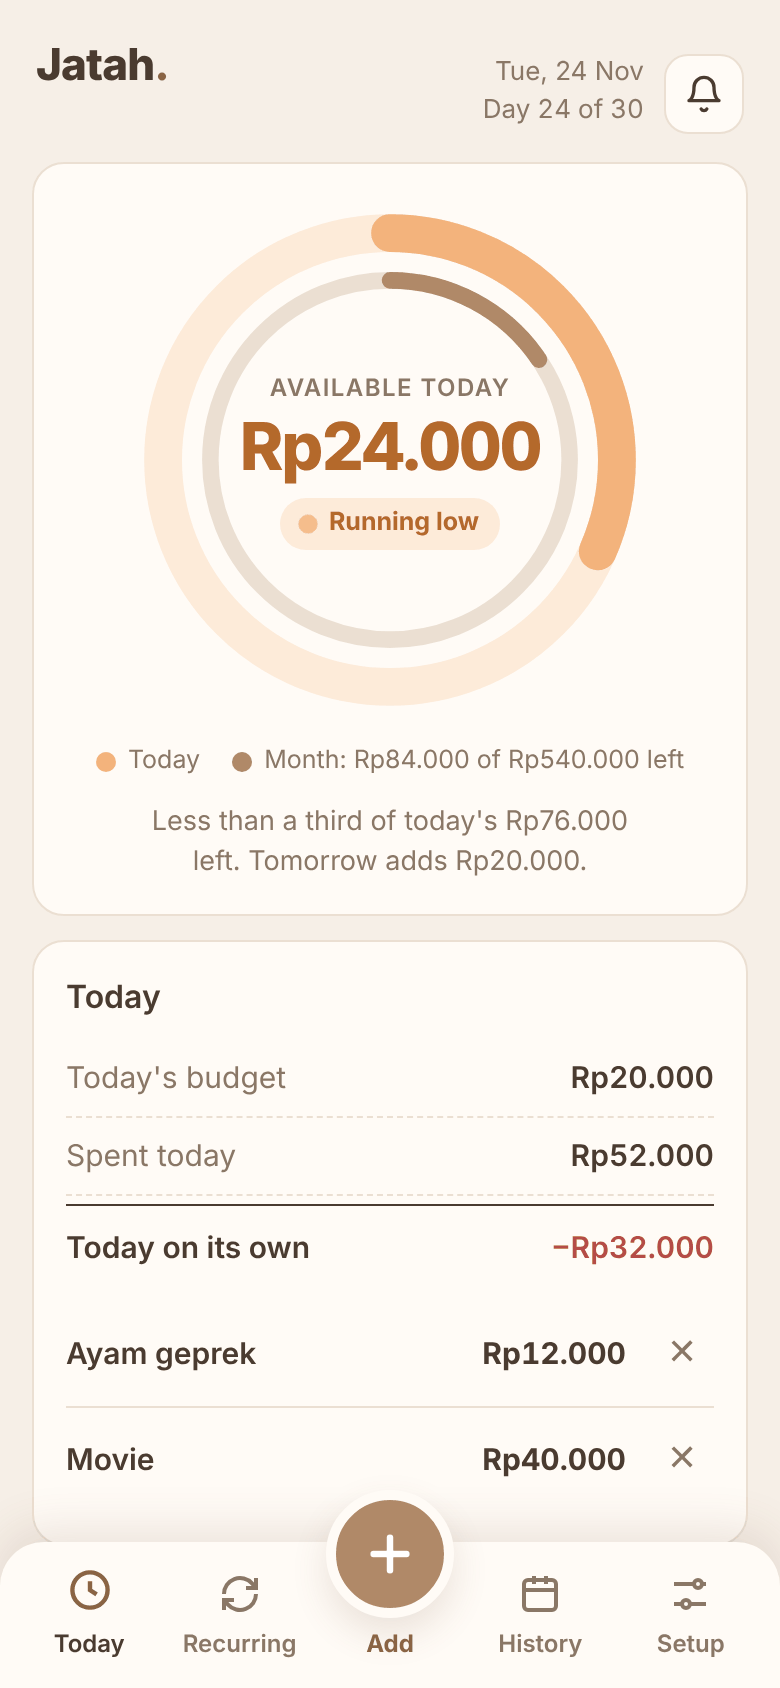 Jatah.
Tue, 24 Nov
Day 24 of 30
AVAILABLE TODAY
Rp24.000
Running low
Today
Month: Rp84.000 of Rp540.000 left
Less than a third of today's Rp76.000
left. Tomorrow adds Rp20.000.
Today
Today's budget Rp20.000
Spent today Rp52.000
Today on its own −Rp32.000
Ayam geprek Rp12.000
Movie Rp40.000
Today Recurring Add History Setup